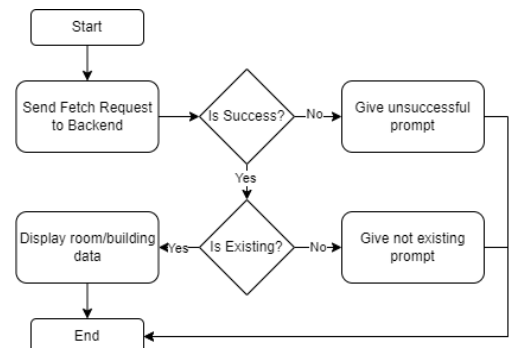 Start
Send Fetch Request
to Backend
Is Success?
No
Give unsuccessful
prompt
Yes
Display room/building
data
Yes
Is Existing?
No
Give not existing
prompt
End